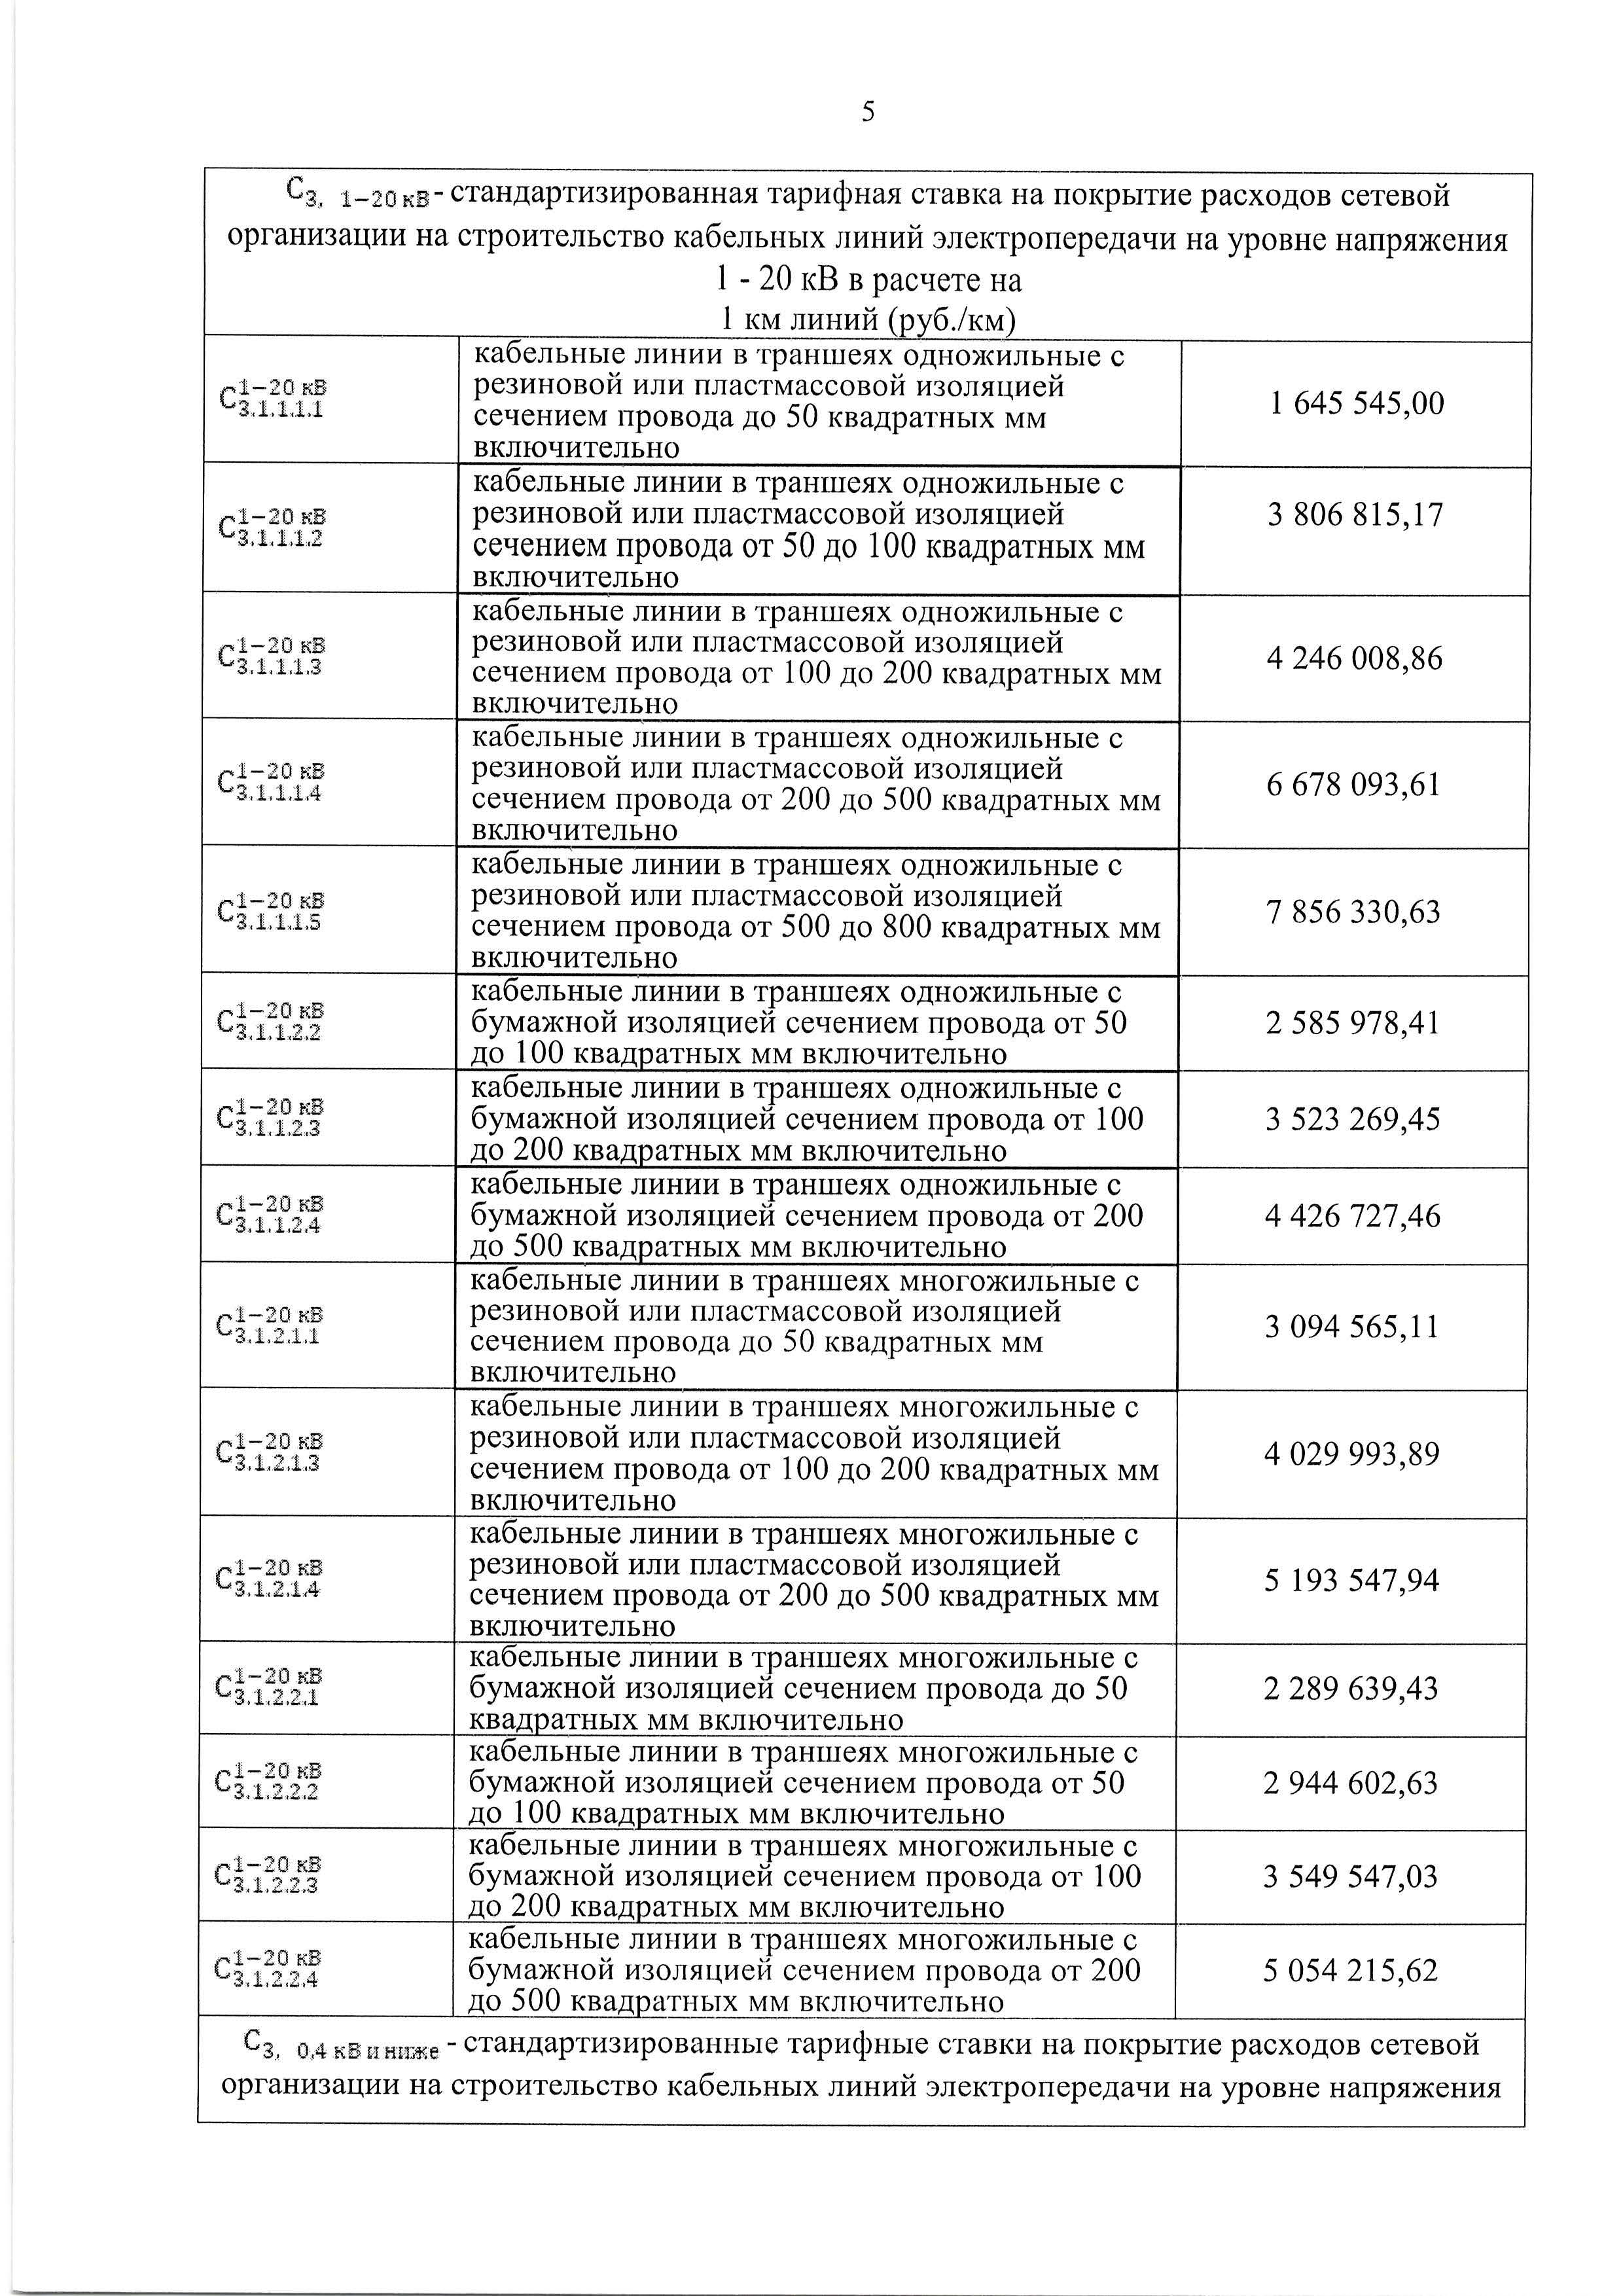 5
С3, 1–20 кВ - стандартизированная тарифная ставка на покрытие расходов сетевой
организации на строительство кабельных линий электропередачи на уровне напряжения
1 - 20 кВ в расчете на
1 км линий (руб./км)
С 1–20 кВ 3.1.1.1.1
кабельные линии в траншеях одножильные с
резиновой или пластмассовой изоляцией
сечением провода до 50 квадратных мм
включительно
1 645 545,00
С 1–20 кВ 3.1.1.1.2
кабельные линии в траншеях одножильные с
резиновой или пластмассовой изоляцией
сечением провода от 50 до 100 квадратных мм
включительно
3 806 815,17
С 1–20 кВ 3.1.1.1.3
кабельные линии в траншеях одножильные с
резиновой или пластмассовой изоляцией
сечением провода от 100 до 200 квадратных мм
включительно
4 246 008,86
С 1–20 кВ 3.1.1.1.4
кабельные линии в траншеях одножильные с
резиновой или пластмассовой изоляцией
сечением провода от 200 до 500 квадратных мм
включительно
6 678 093,61
С 1–20 кВ 3.1.1.1.5
кабельные линии в траншеях одножильные с
резиновой или пластмассовой изоляцией
сечением провода от 500 до 800 квадратных мм
включительно
7 856 330,63
С 1–20 кВ 3.1.1.2.2
кабельные линии в траншеях одножильные с
бумажной изоляцией сечением провода от 50
до 100 квадратных мм включительно
2 585 978,41
С 1–20 кВ 3.1.1.2.3
кабельные линии в траншеях одножильные с
бумажной изоляцией сечением провода от 100
до 200 квадратных мм включительно
3 523 269,45
С 1–20 кВ 3.1.1.2.4
кабельные линии в траншеях одножильные с
бумажной изоляцией сечением провода от 200
до 500 квадратных мм включительно
4 426 727,46
С 1–20 кВ 3.1.2.1.1
кабельные линии в траншеях многожильные с
резиновой или пластмассовой изоляцией
сечением провода до 50 квадратных мм
включительно
3 094 565,11
С 1–20 кВ 3.1.2.1.3
кабельные линии в траншеях многожильные с
резиновой или пластмассовой изоляцией
сечением провода от 100 до 200 квадратных мм
включительно
4 029 993,89
С 1–20 кВ 3.1.2.1.4
кабельные линии в траншеях многожильные с
резиновой или пластмассовой изоляцией
сечением провода от 200 до 500 квадратных мм
включительно
5 193 547,94
С 1–20 кВ 3.1.2.2.1
кабельные линии в траншеях многожильные с
бумажной изоляцией сечением провода до 50
квадратных мм включительно
2 289 639,43
С 1–20 кВ 3.1.2.2.2
кабельные линии в траншеях многожильные с
бумажной изоляцией сечением провода от 50
до 100 квадратных мм включительно
2 944 602,63
С 1–20 кВ 3.1.2.2.3
кабельные линии в траншеях многожильные с
бумажной изоляцией сечением провода от 100
до 200 квадратных мм включительно
3 549 547,03
С 1–20 кВ 3.1.2.2.4
кабельные линии в траншеях многожильные с
бумажной изоляцией сечением провода от 200
до 500 квадратных мм включительно
5 054 215,62
С3, 0,4 кВ и ниже - стандартизированные тарифные ставки на покрытие расходов сетевой
организации на строительство кабельных линий электропередачи на уровне напряжения